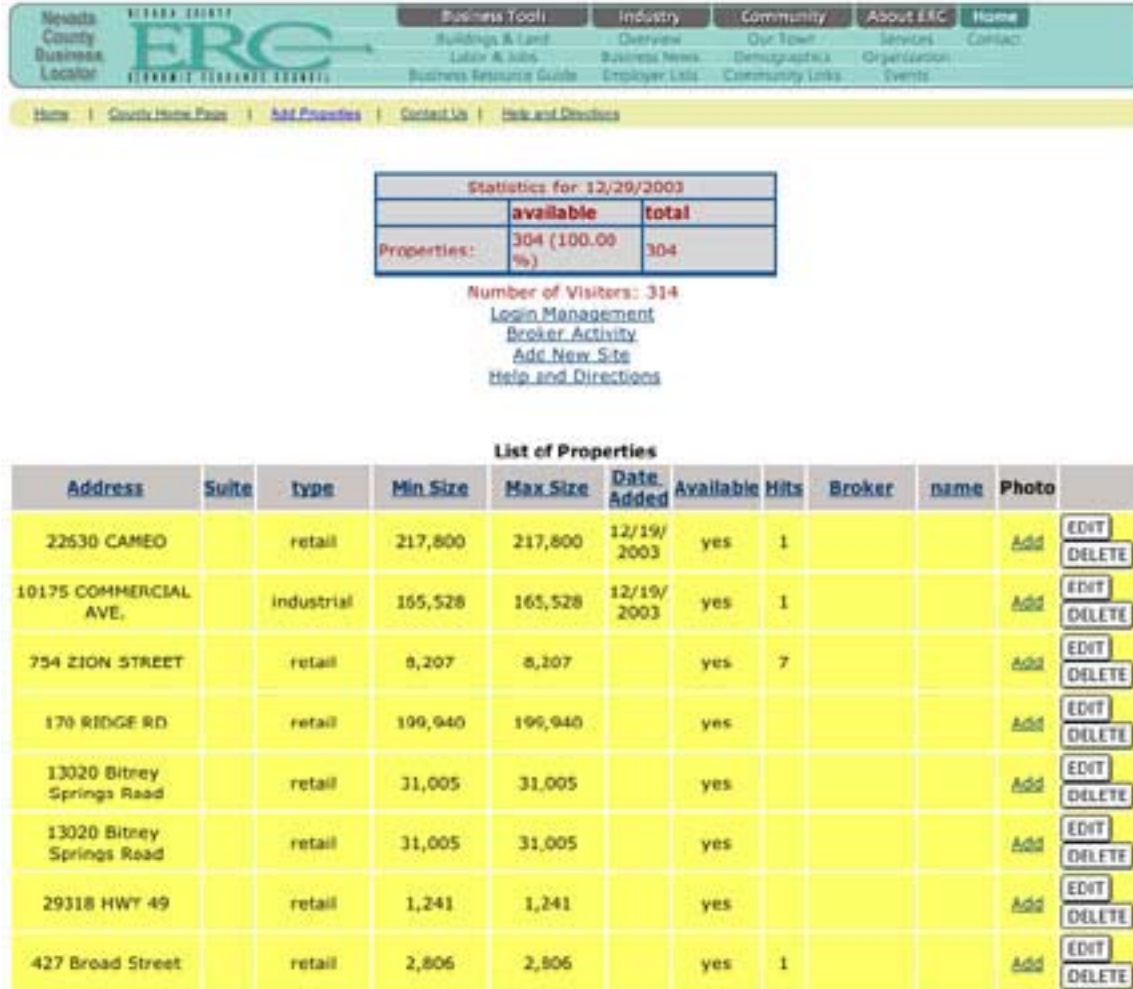 Nevada
County
Business
Locator
NEVADA COUNTY
ERC
ECONOMIC RESOURCE COUNCIL
Business Tools Industry Community About ERC Home
Buildings & Land Overview Our Town Services Contact
Labor & Jobs Business News Demographics Organization
Business Resource Guide Employer Lists Community Links Events
Home | County Home Page | Add Properties | Contact Us | Help and Directions
Statistics for 12/29/2003
available total
Properties: 304 (100.00 %) 304
Number of Visitors: 314
Login Management
Broker Activity
Add New Site
Help and Directions
List of Properties
Address Suite type Min Size Max Size Date Added Available Hits Broker name Photo
22630 CAMEO retail 217,800 217,800 12/19/2003 yes 1 Add EDIT DELETE
10175 COMMERCIAL AVE. industrial 165,528 165,528 12/19/2003 yes 1 Add EDIT DELETE
754 ZION STREET retail 8,207 8,207 yes 7 Add EDIT DELETE
170 RIDGE RD retail 199,940 199,940 yes Add EDIT DELETE
13020 Bitney Springs Road retail 31,005 31,005 yes Add EDIT DELETE
13020 Bitney Springs Road retail 31,005 31,005 yes Add EDIT DELETE
29318 HWY 49 retail 1,241 1,241 yes Add EDIT DELETE
427 Broad Street retail 2,806 2,806 yes 1 Add EDIT DELETE